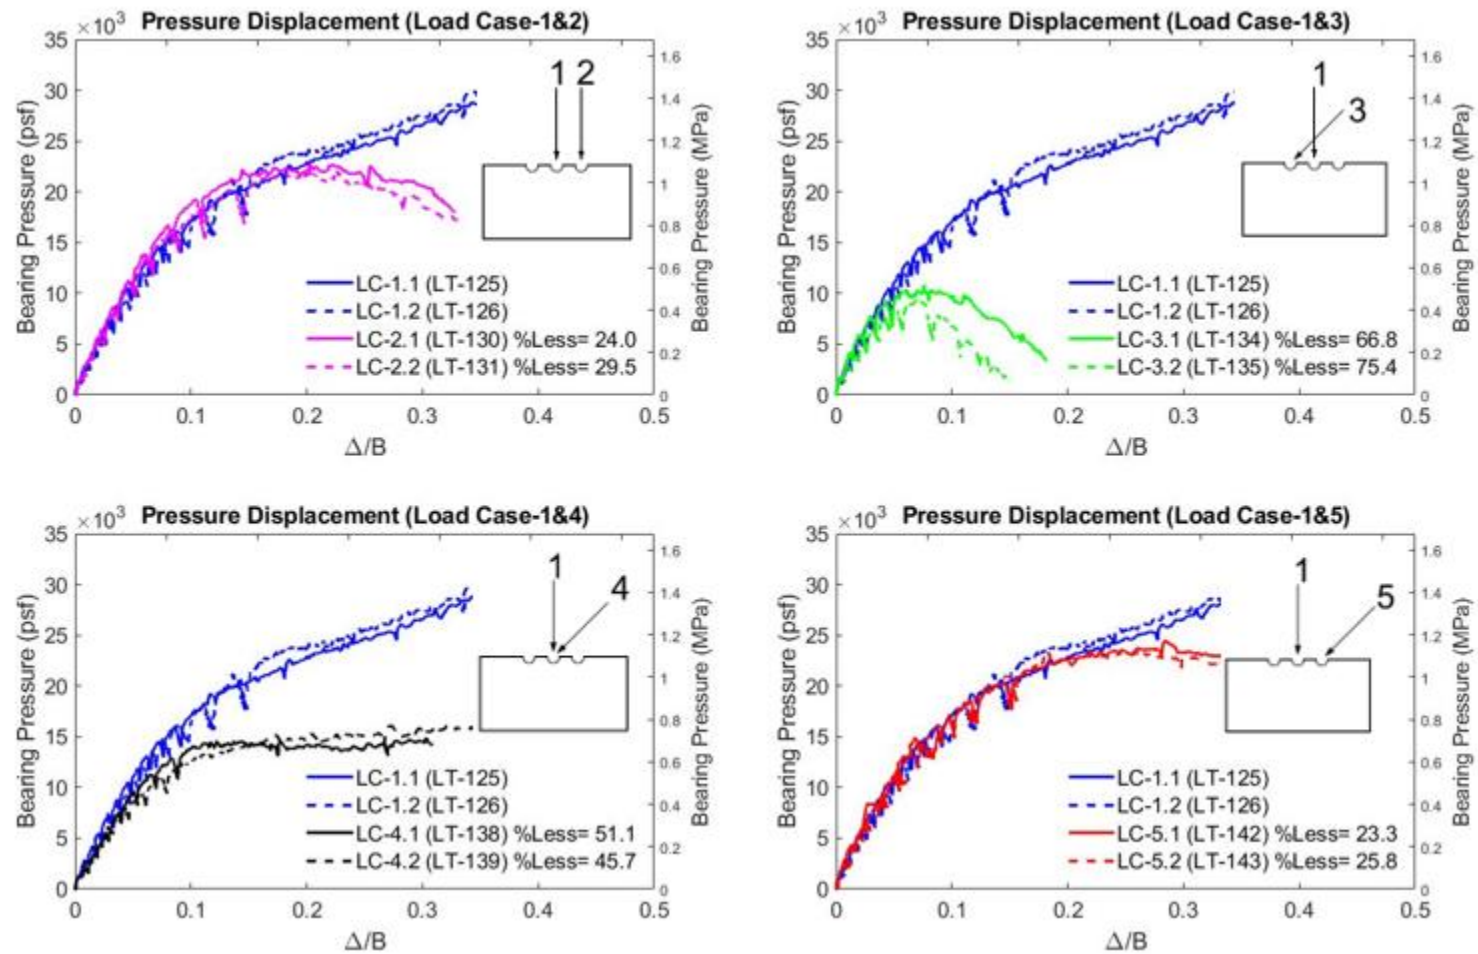 Pressure Displacement (Load Case-1&2)
×10³
35
30
25
20
15
10
5
0
Bearing Pressure (psf)
1 2
1.6
1.4
1.2
1
0.8
0.6
0.4
0.2
0
Bearing Pressure (MPa)
LC-1.1 (LT-125)
LC-1.2 (LT-126)
LC-2.1 (LT-130) %Less= 24.0
LC-2.2 (LT-131) %Less= 29.5
0 0.1 0.2 0.3 0.4 0.5
Δ/B
Pressure Displacement (Load Case-1&3)
×10³
35
30
25
20
15
10
5
0
Bearing Pressure (psf)
1
3
1.6
1.4
1.2
1
0.8
0.6
0.4
0.2
0
Bearing Pressure (MPa)
LC-1.1 (LT-125)
LC-1.2 (LT-126)
LC-3.1 (LT-134) %Less= 66.8
LC-3.2 (LT-135) %Less= 75.4
0 0.1 0.2 0.3 0.4 0.5
Δ/B
Pressure Displacement (Load Case-1&4)
×10³
35
30
25
20
15
10
5
0
Bearing Pressure (psf)
1
4
1.6
1.4
1.2
1
0.8
0.6
0.4
0.2
0
Bearing Pressure (MPa)
LC-1.1 (LT-125)
LC-1.2 (LT-126)
LC-4.1 (LT-138) %Less= 51.1
LC-4.2 (LT-139) %Less= 45.7
0 0.1 0.2 0.3 0.4 0.5
Δ/B
Pressure Displacement (Load Case-1&5)
×10³
35
30
25
20
15
10
5
0
Bearing Pressure (psf)
1
5
1.6
1.4
1.2
1
0.8
0.6
0.4
0.2
0
Bearing Pressure (MPa)
LC-1.1 (LT-125)
LC-1.2 (LT-126)
LC-5.1 (LT-142) %Less= 23.3
LC-5.2 (LT-143) %Less= 25.8
0 0.1 0.2 0.3 0.4 0.5
Δ/B